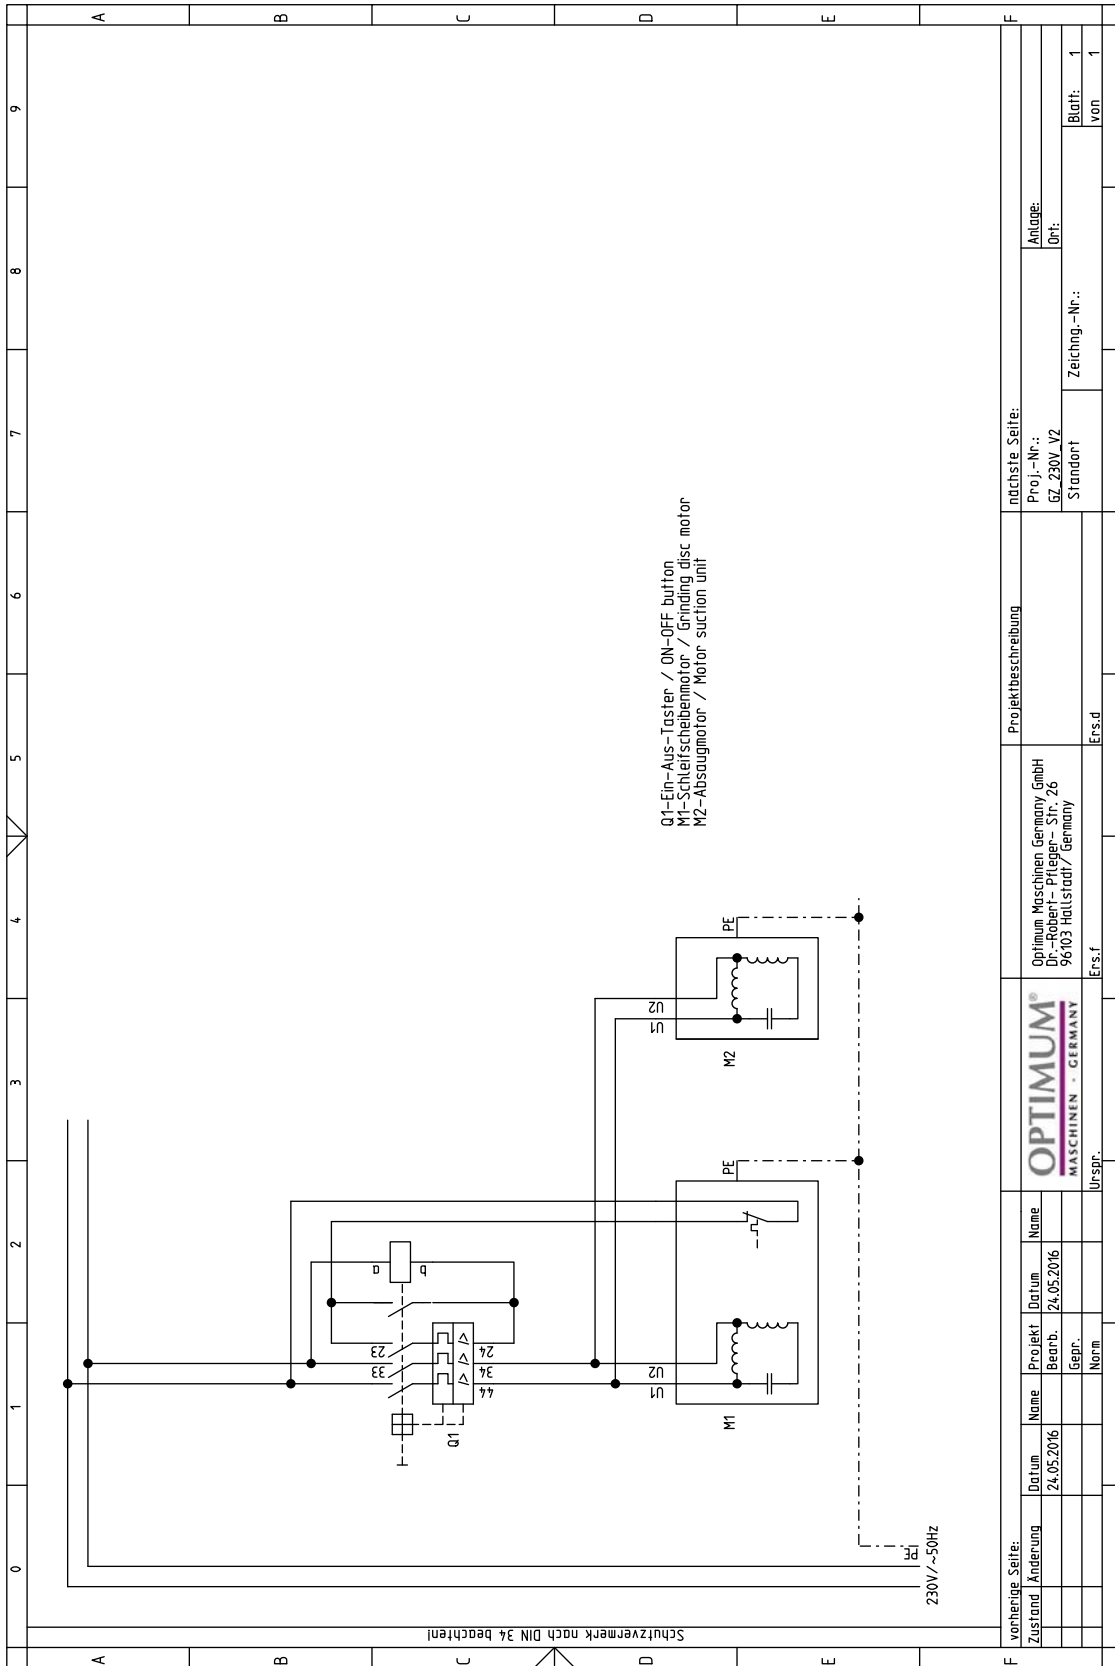 0 1 2 3 4 5 6 7 8 9
A A
B B
C C
D D
E E
F F
Schutzvermerk nach DIN 34 beachten!
a
b
23
33
24
34
44
Q1
U1 U2
U1 U2
M1
PE
M2
PE
PE
230V/~50Hz
Q1-Ein-Aus-Taster / ON-OFF button
M1-Schleifscheibenmotor / Grinding disc motor
M2-Absaugmotor / Motor suction unit
vorherige Seite:
Zustand Änderung Datum Name Projekt Datum Name
24.05.2016 Bearb. 24.05.2016
Gepr.
Norm
Urspr.
OPTIMUM®
MASCHINEN - GERMANY
Optimum Maschinen Germany GmbH
Dr.-Robert- Pfleger- Str. 26
96103 Hallstadt/ Germany
Ers.f
Ers.d
Projektbeschreibung
nächste Seite:
Proj.-Nr.:
GZ_230V_V2
Standort
Zeichng.-Nr.:
Anlage:
Ort:
Blatt: 1
von 1